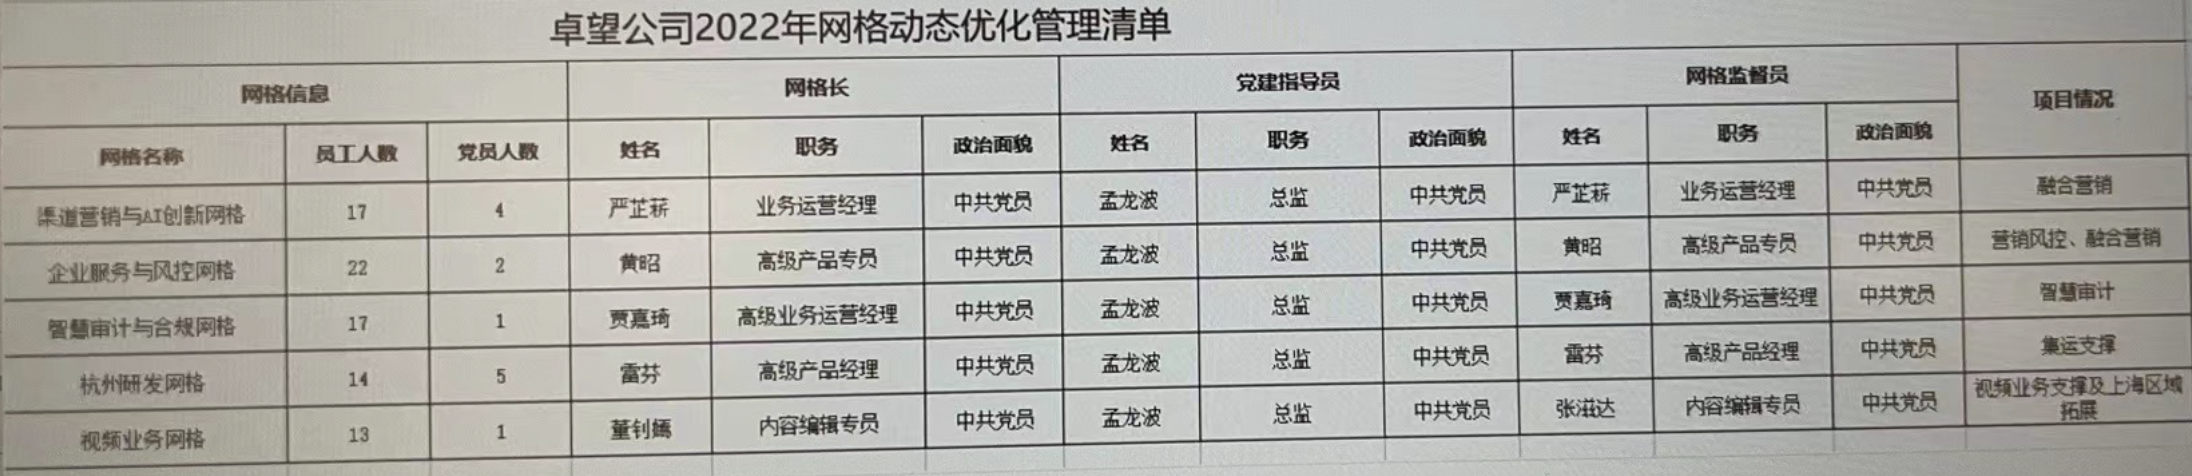 卓望公司2022年网格动态优化管理清单
网格信息 网格长 党建指导员 网格监督员 项目情况
网格名称 员工人数 党员人数 姓名 职务 政治面貌 姓名 职务 政治面貌 姓名 职务 政治面貌
渠道营销与AI创新网格 17 4 严芷菥 业务运营经理 中共党员 孟龙波 总监 中共党员 严芷菥 业务运营经理 中共党员 融合营销
企业服务与风控网格 22 2 黄昭 高级产品专员 中共党员 孟龙波 总监 中共党员 黄昭 高级产品专员 中共党员 营销风控、融合营销
智慧审计与合规网格 17 1 贾嘉琦 高级业务运营经理 中共党员 孟龙波 总监 中共党员 贾嘉琦 高级业务运营经理 中共党员 智慧审计
杭州研发网格 14 5 雷芬 高级产品经理 中共党员 孟龙波 总监 中共党员 雷芬 高级产品经理 中共党员 集运支撑
视频业务网格 13 1 董钊嫣 内容编辑专员 中共党员 孟龙波 总监 中共党员 张滋达 内容编辑专员 中共党员 视频业务支撑及上海区域
拓展